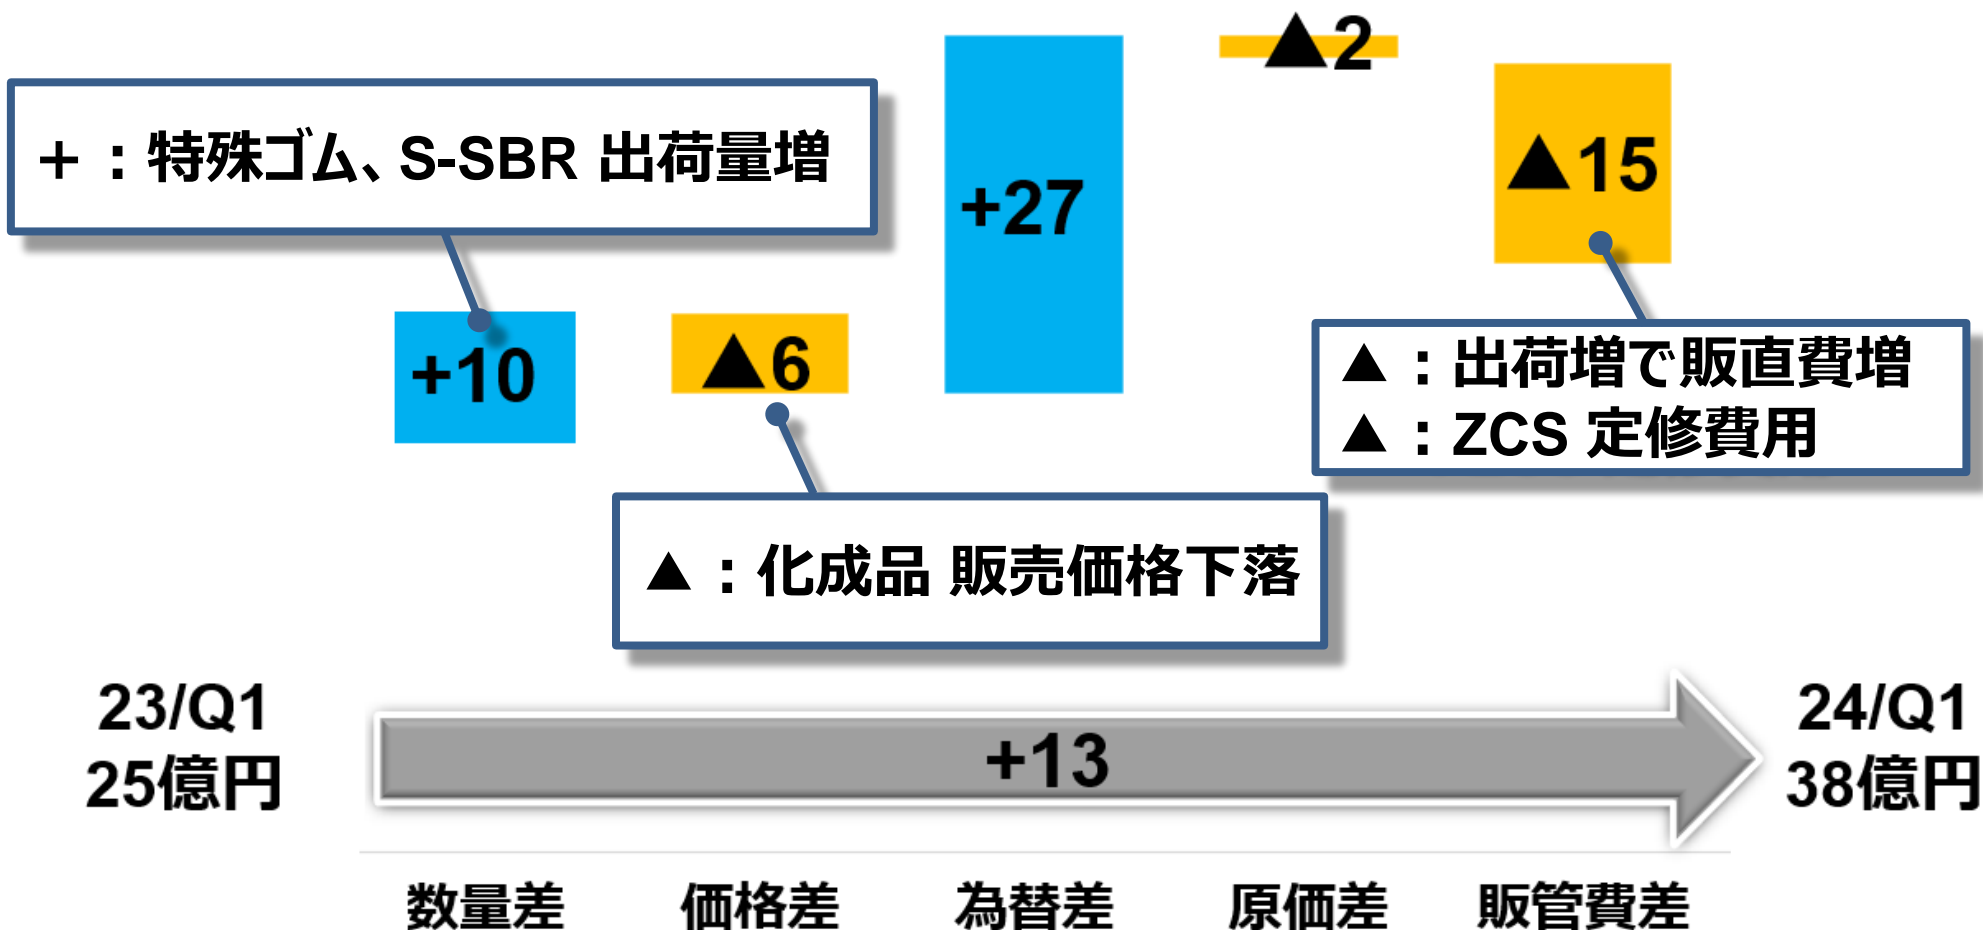 ▲2
＋：特殊ゴム、S-SBR 出荷量増
+27
▲15
+10
▲6
▲：出荷増で販直費増
▲：ZCS 定修費用
▲：化成品 販売価格下落
23/Q1
25億円
+13
24/Q1
38億円
数量差
価格差
為替差
原価差
販管費差